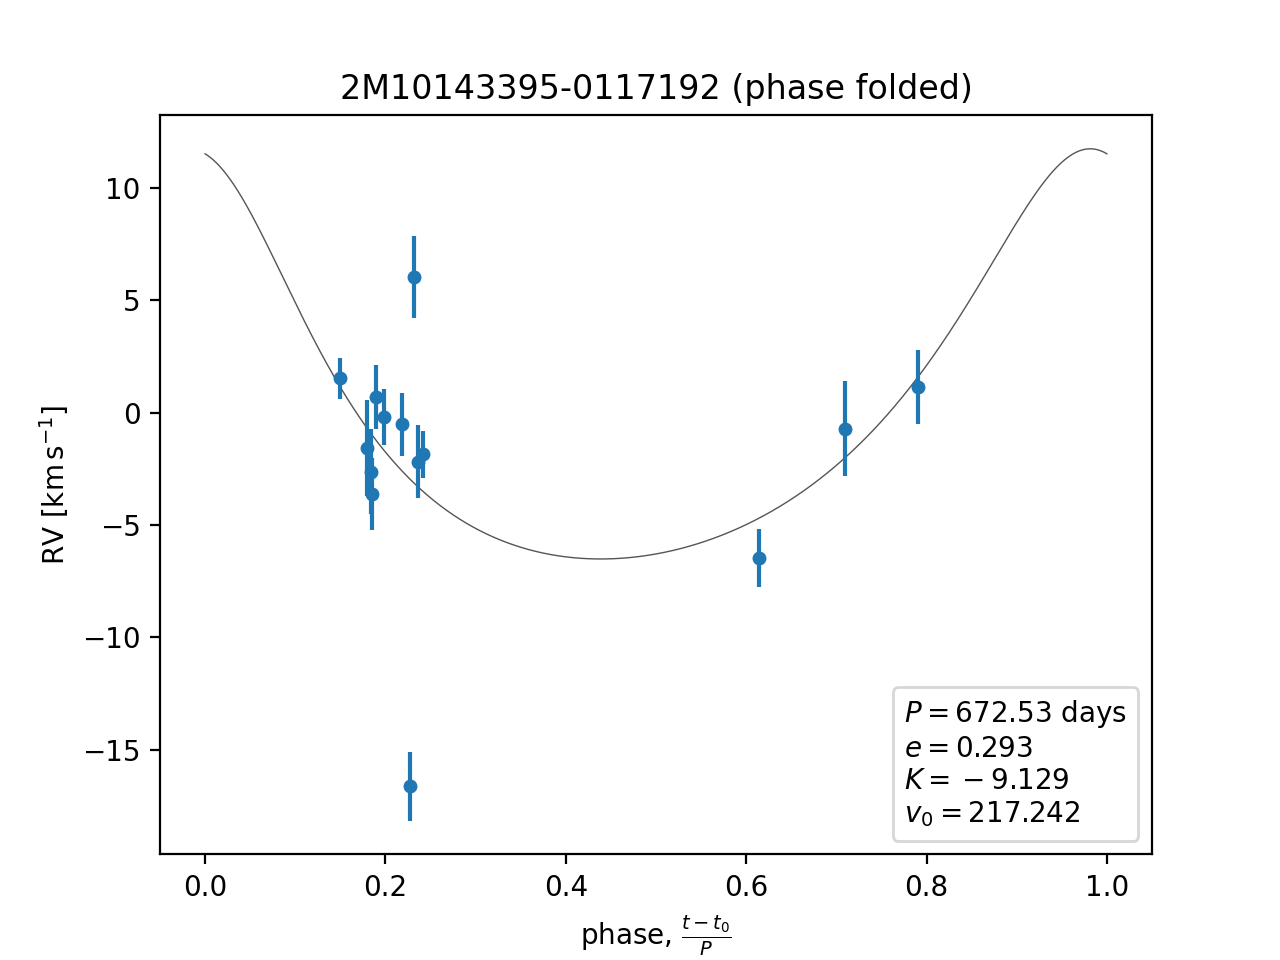 2M10143395-0117192 (phase folded)
10
5
0
−5
−10
−15
RV [km s⁻¹]
P = 672.53 days
e = 0.293
K = −9.129
v₀ = 217.242
0.0 0.2 0.4 0.6 0.8 1.0
phase, (t − t₀)/P